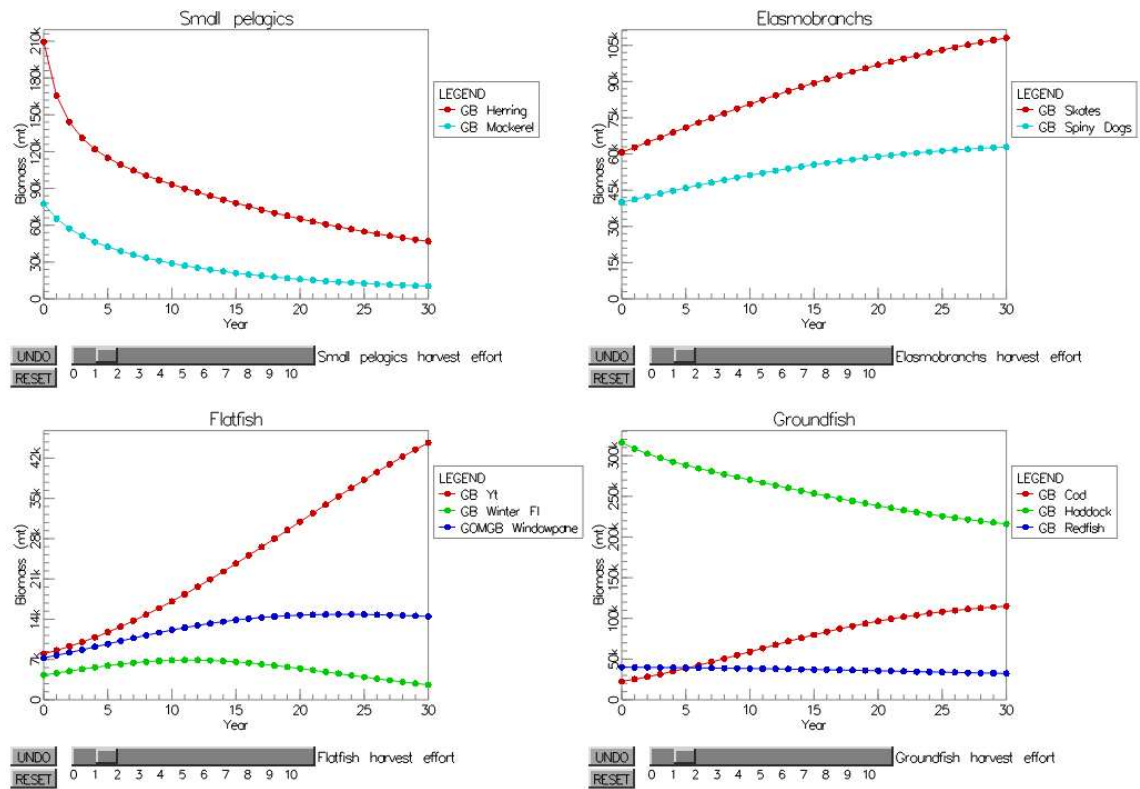 Small pelagics
Biomass (mt)
210k
180k
150k
120k
90k
60k
30k
0
0 5 10 15 20 25 30
Year
LEGEND
GB Herring
GB Mackerel
UNDO
RESET
0 1 2 3 4 5 6 7 8 9 10
Small pelagics harvest effort
Elasmobranchs
Biomass (mt)
105k
90k
75k
60k
45k
30k
15k
0
0 5 10 15 20 25 30
Year
LEGEND
GB Skates
GB Spiny Dogs
UNDO
RESET
0 1 2 3 4 5 6 7 8 9 10
Elasmobranchs harvest effort
Flatfish
Biomass (mt)
42k
35k
28k
21k
14k
7k
0
0 5 10 15 20 25 30
Year
LEGEND
GB Yt
GB Winter Fl
GOMGB Windowpane
UNDO
RESET
0 1 2 3 4 5 6 7 8 9 10
Flatfish harvest effort
Groundfish
Biomass (mt)
300k
250k
200k
150k
100k
50k
0
0 5 10 15 20 25 30
Year
LEGEND
GB Cod
GB Haddock
GB Redfish
UNDO
RESET
0 1 2 3 4 5 6 7 8 9 10
Groundfish harvest effort